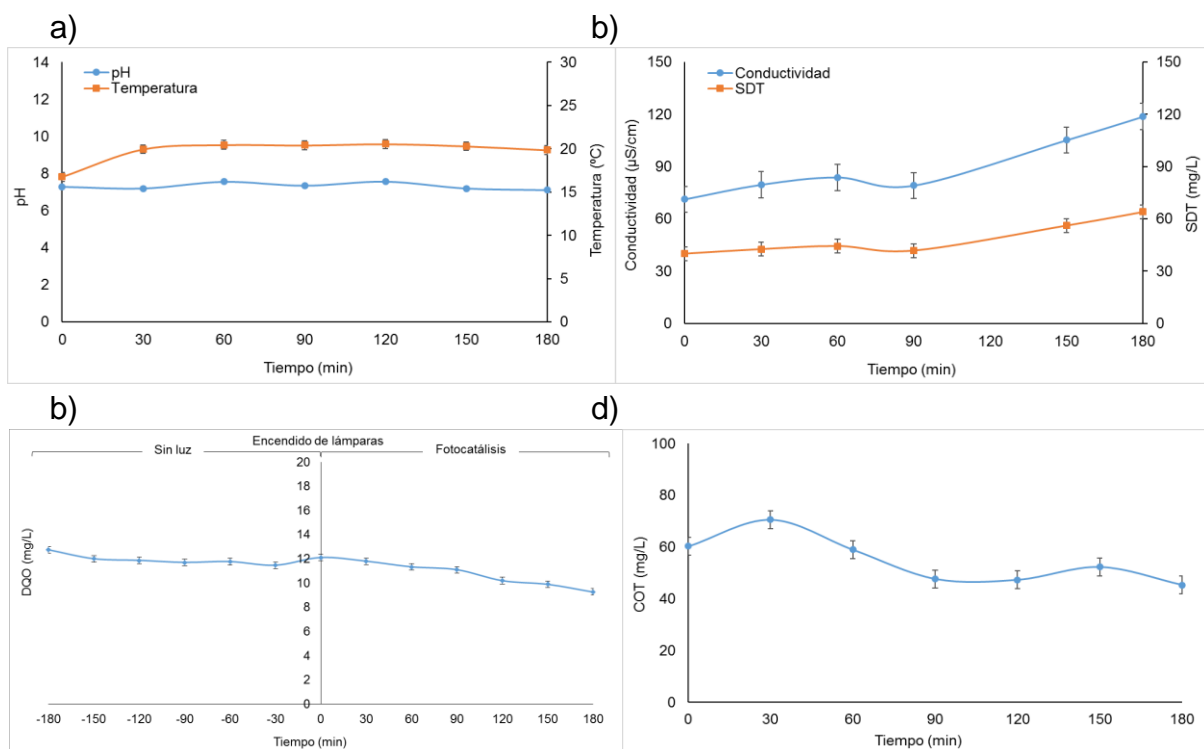 a)
pH
Temperatura
14
12
10
8
6
4
2
0
pH
30
25
20
15
10
5
0
Temperatura (ºC)
0 30 60 90 120 150 180
Tiempo (min)
b)
Conductividad
SDT
150
120
90
60
30
0
Conductividad (µS/cm)
150
120
90
60
30
0
SDT (mg/L)
0 30 60 90 120 150 180
Tiempo (min)
b)
Sin luz
Encendido de lámparas
Fotocatálisis
20
18
16
14
12
10
8
6
4
2
0
DQO (mg/L)
-180 -150 -120 -90 -60 -30 0 30 60 90 120 150 180
Tiempo (min)
d)
100
80
60
40
20
0
COT (mg/L)
0 30 60 90 120 150 180
Tiempo (min)